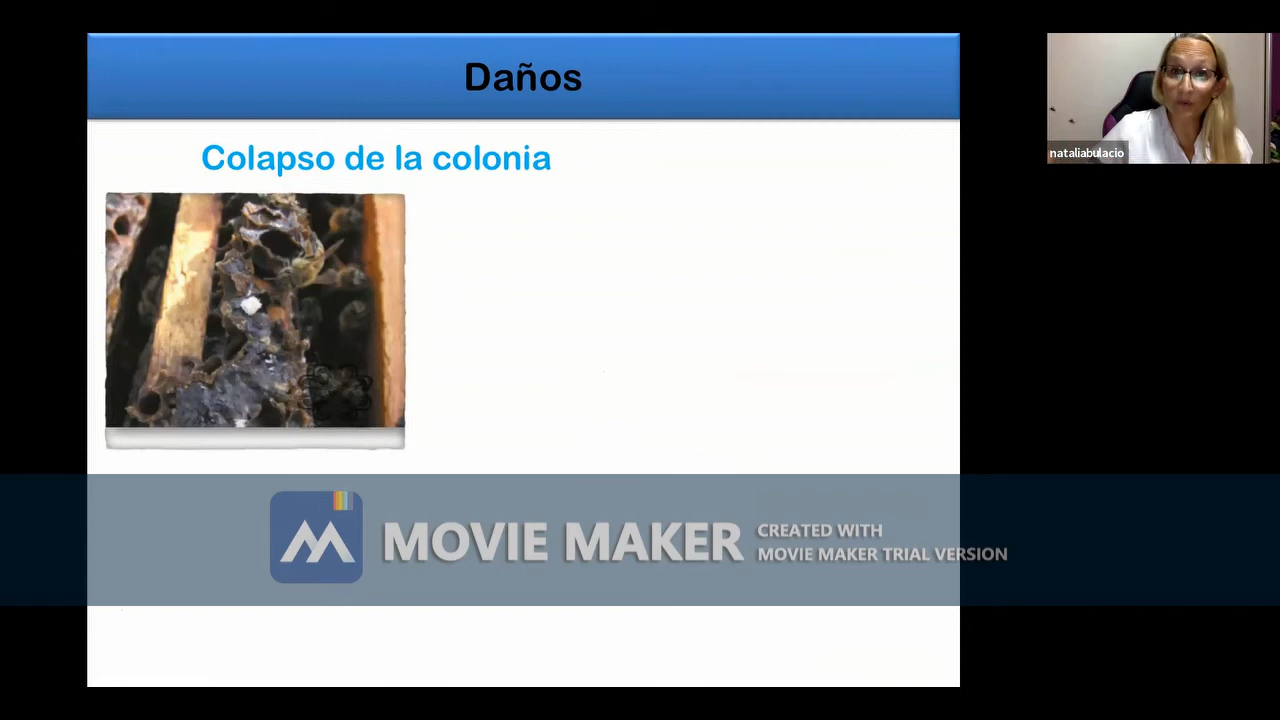 Daños
Colapso de la colonia
nataliabulacio
MOVIE MAKER
CREATED WITH
MOVIE MAKER TRIAL VERSION